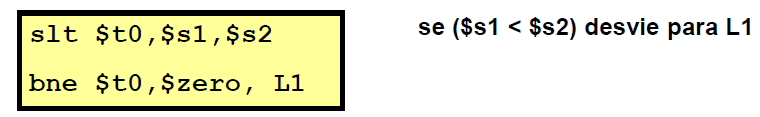 slt $t0,$s1,$s2
bne $t0,$zero, L1
se ($s1 < $s2) desvie para L1